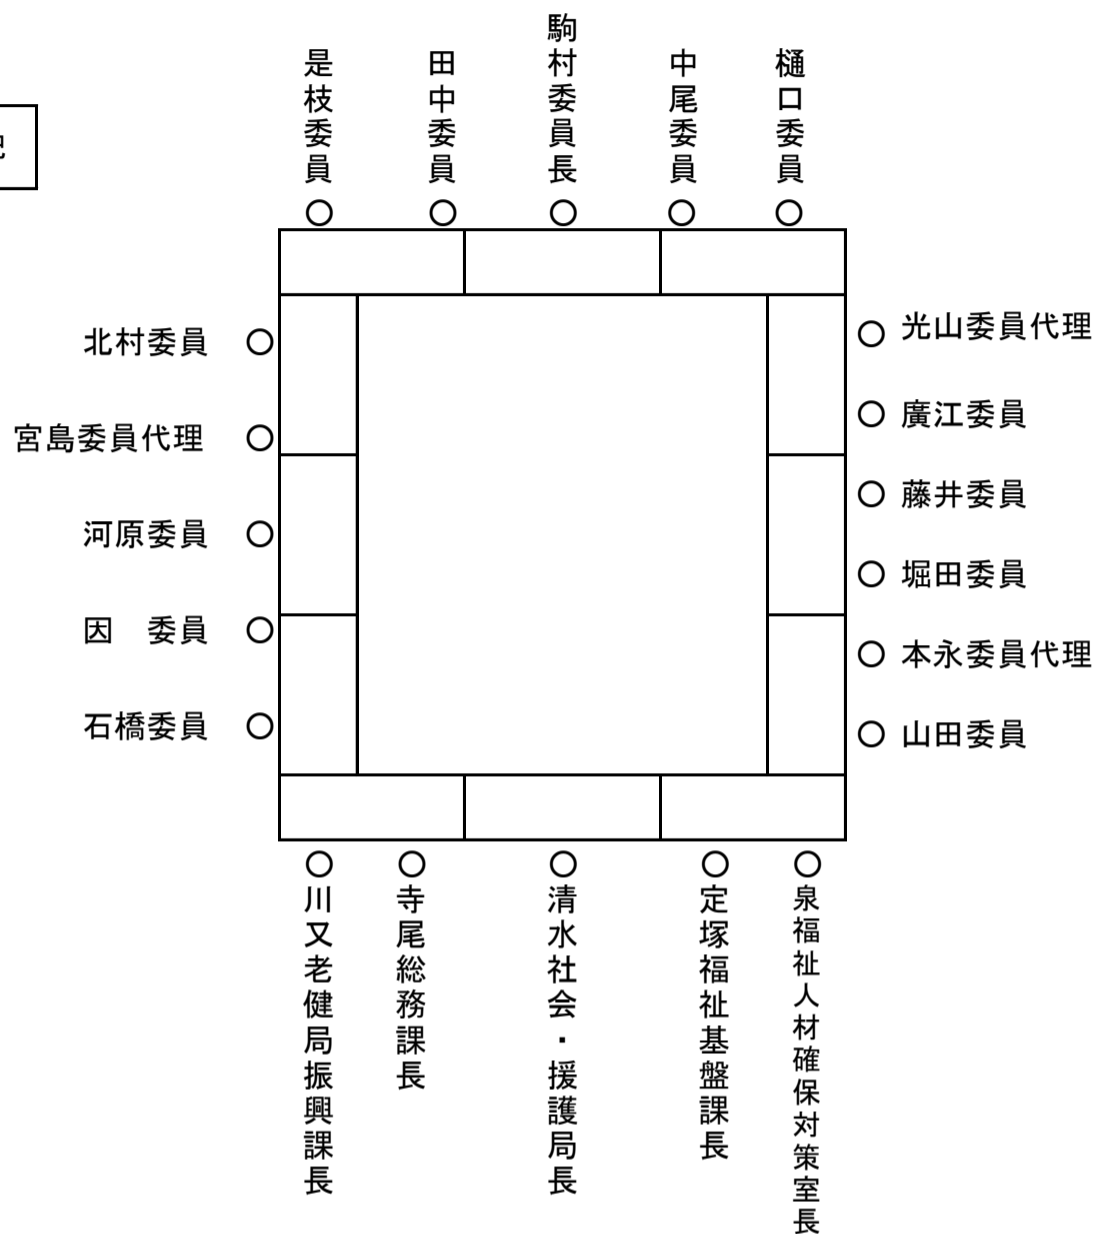 是枝委員
田中委員
駒村委員長
中尾委員
樋口委員
北村委員
宮島委員代理
河原委員
因　委員
石橋委員
光山委員代理
廣江委員
藤井委員
堀田委員
本永委員代理
山田委員
川又老健局振興課長
寺尾総務課長
清水社会・援護局長
定塚福祉基盤課長
泉福祉人材確保対策室長